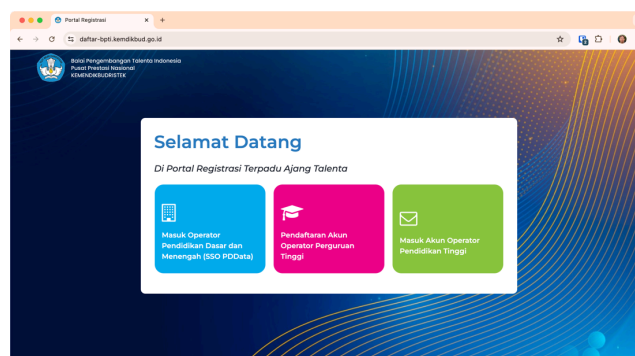 Portal Registrasi
daftar-bpti.kemdikbud.go.id
Balai Pengembangan Talenta Indonesia
Pusat Prestasi Nasional
KEMENDIKBUDRISTEK
Selamat Datang
Di Portal Registrasi Terpadu Ajang Talenta
Masuk Operator
Pendidikan Dasar dan
Menengah (SSO PDData)
Pendaftaran Akun
Operator Perguruan
Tinggi
Masuk Akun Operator
Pendidikan Tinggi